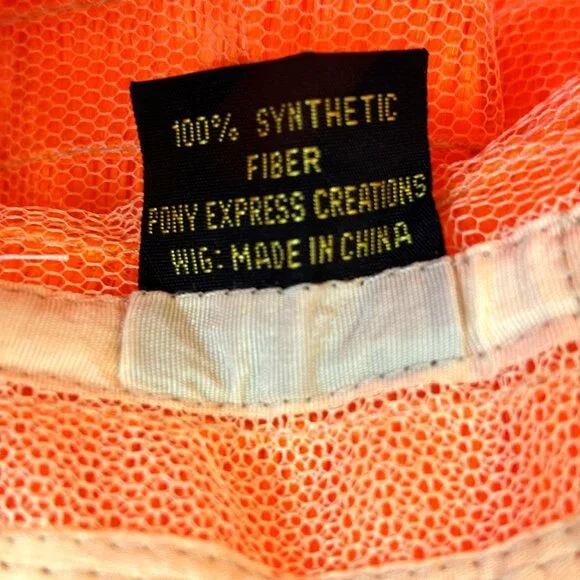 100% SYNTHETIC
FIBER
PONY EXPRESS CREATIONS
WIG: MADE IN CHINA